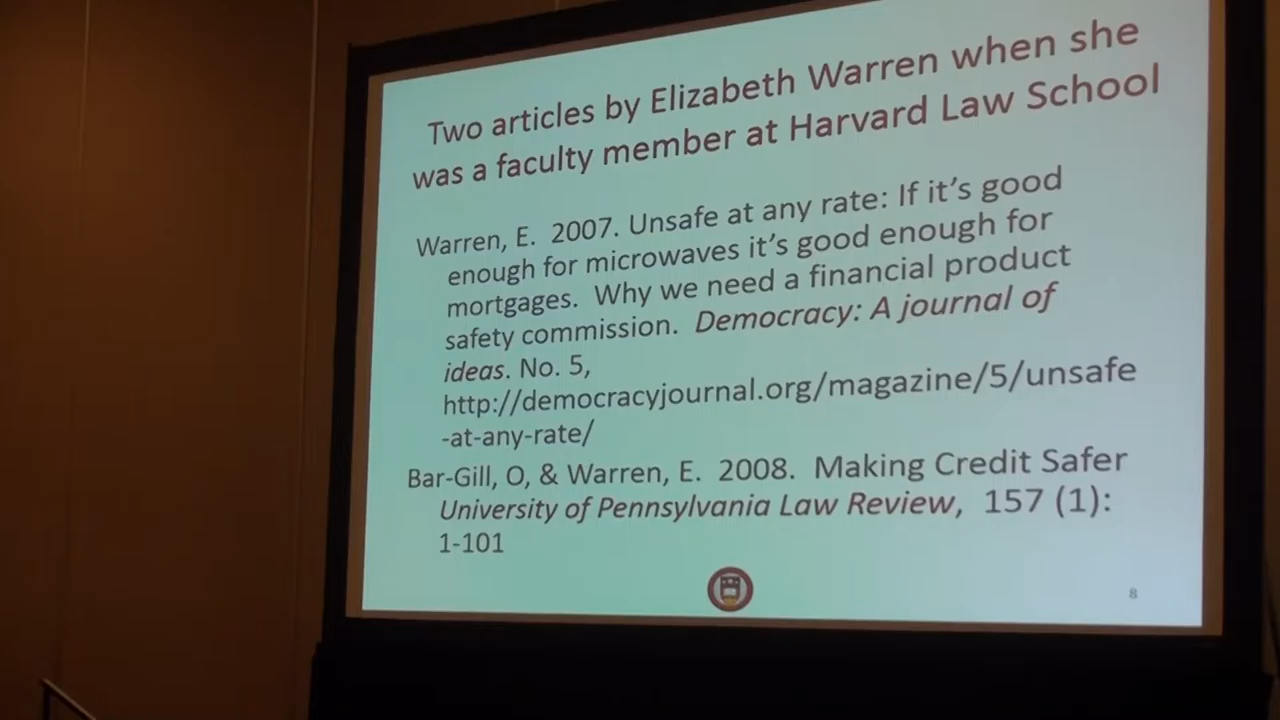 Two articles by Elizabeth Warren when she
was a faculty member at Harvard Law School
Warren, E. 2007. Unsafe at any rate: If it’s good
enough for microwaves it’s good enough for
mortgages. Why we need a financial product
safety commission. Democracy: A journal of
ideas. No. 5,
http://democracyjournal.org/magazine/5/unsafe
-at-any-rate/
Bar-Gill, O, & Warren, E. 2008. Making Credit Safer
University of Pennsylvania Law Review, 157 (1):
1-101
8